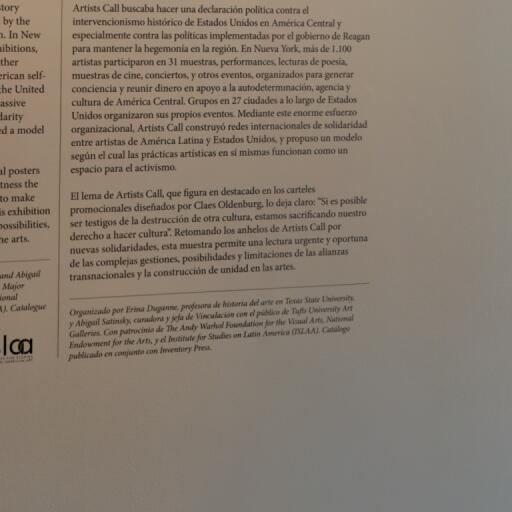 story
by the
n. In New
ibitions,
ther
erican self-
the United
assive
darity
ed a model
al posters
tness the
to make
is exhibition
possibilities,
he arts.
and Abigail
Major
ional
A). Catalogue
Artists Call buscaba hacer una declaración política contra el
intervencionismo histórico de Estados Unidos en América Central y
especialmente contra las políticas implementadas por el gobierno de Reagan
para mantener la hegemonía en la región. En Nueva York, más de 1.100
artistas participaron en 31 muestras, performances, lecturas de poesía,
muestras de cine, conciertos, y otros eventos, organizados para generar
conciencia y reunir dinero en apoyo a la autodeterminación, agencia y
cultura de América Central. Grupos en 27 ciudades a lo largo de Estados
Unidos organizaron sus propios eventos. Mediante este enorme esfuerzo
organizacional, Artists Call construyó redes internacionales de solidaridad
entre artistas de América Latina y Estados Unidos, y propuso un modelo
según el cual las prácticas artísticas en sí mismas funcionan como un
espacio para el activismo.
El lema de Artists Call, que figura en destacado en los carteles
promocionales diseñados por Claes Oldenburg, lo deja claro: “Si es posible
ser testigos de la destrucción de otra cultura, estamos sacrificando nuestro
derecho a hacer cultura”. Retomando los anhelos de Artists Call por
nuevas solidaridades, esta muestra permite una lectura urgente y oportuna
de las complejas gestiones, posibilidades y limitaciones de las alianzas
transnacionales y la construcción de unidad en las artes.
Organizado por Erina Duganne, profesora de historia del arte en Texas State University,
y Abigail Satinsky, curadora y jefa de Vinculación con el público de Tufts University Art
Galleries. Con patrocinio de The Andy Warhol Foundation for the Visual Arts, National
Endowment for the Arts, y el Institute for Studies on Latin America (ISLAA). Catálogo
publicado en conjunto con Inventory Press.